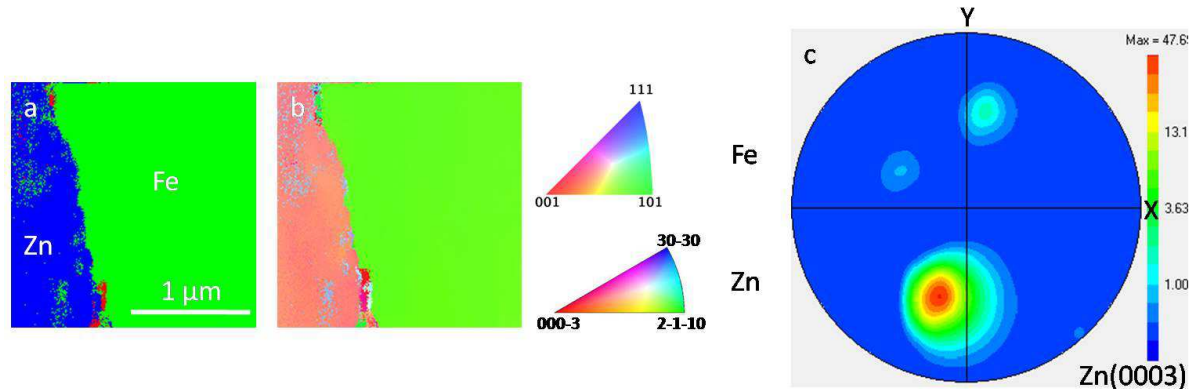 a
Fe
Zn
1 µm
b
111
001
101
30-30
000-3
2-1-10
Fe
Zn
c
Y
X
Max = 47.69
13.1
3.63
1.00
Zn(0003)